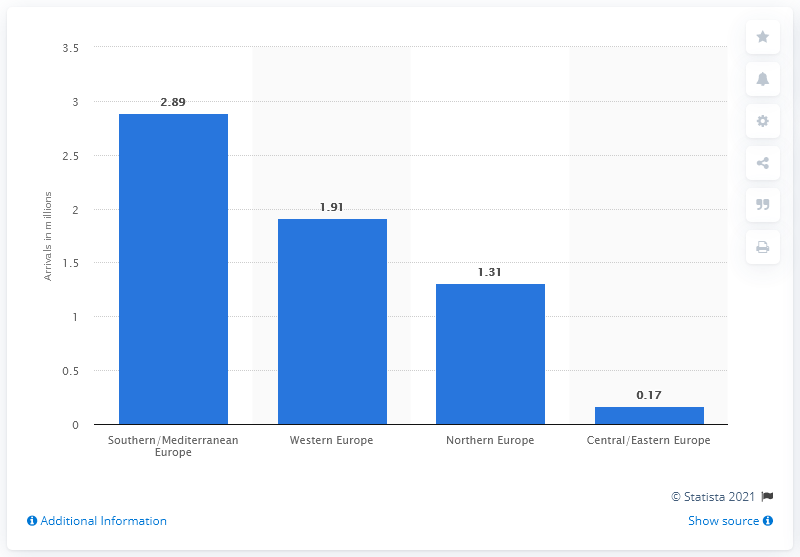 3.5
3
2.5
2
1.5
1
0.5
0
Arrivals in millions
2.89
1.91
1.31
0.17
Southern/Mediterranean
Europe
Western Europe
Northern Europe
Central/Eastern Europe
© Statista 2021
Additional Information
Show source